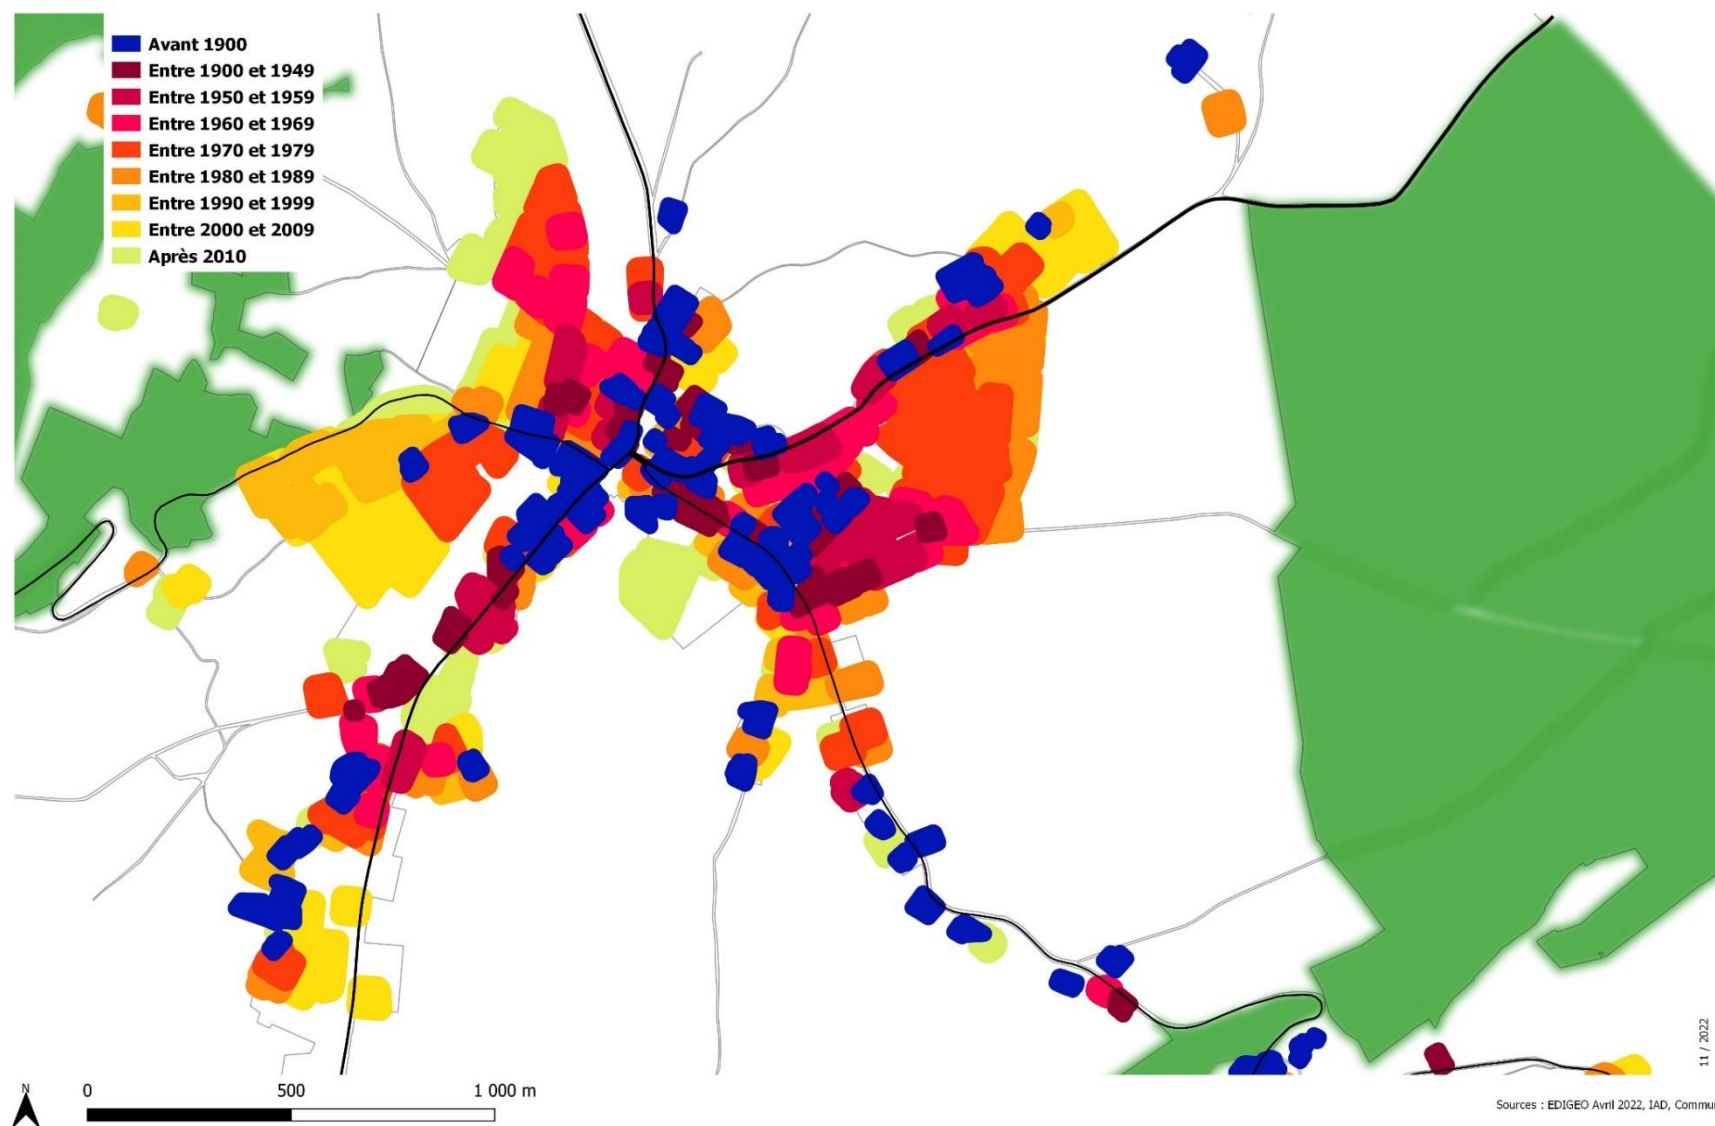 Avant 1900
Entre 1900 et 1949
Entre 1950 et 1959
Entre 1960 et 1969
Entre 1970 et 1979
Entre 1980 et 1989
Entre 1990 et 1999
Entre 2000 et 2009
Après 2010
11 / 2022
N
0 500 1 000 m
Sources : EDIGEO Avril 2022, IAD, Commu